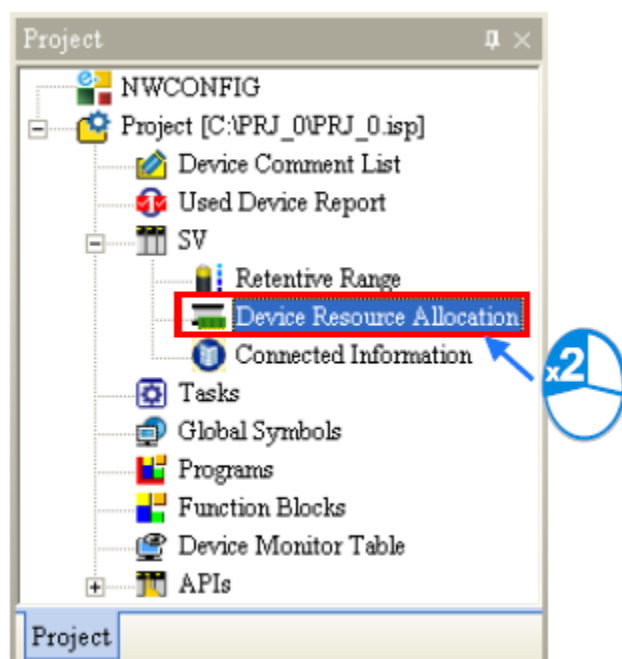 Project
NWCONFIG
Project [C:\PRJ_0\PRJ_0.isp]
Device Comment List
Used Device Report
SV
Retentive Range
Device Resource Allocation
Connected Information
x2
Tasks
Global Symbols
Programs
Function Blocks
Device Monitor Table
APIs
Project